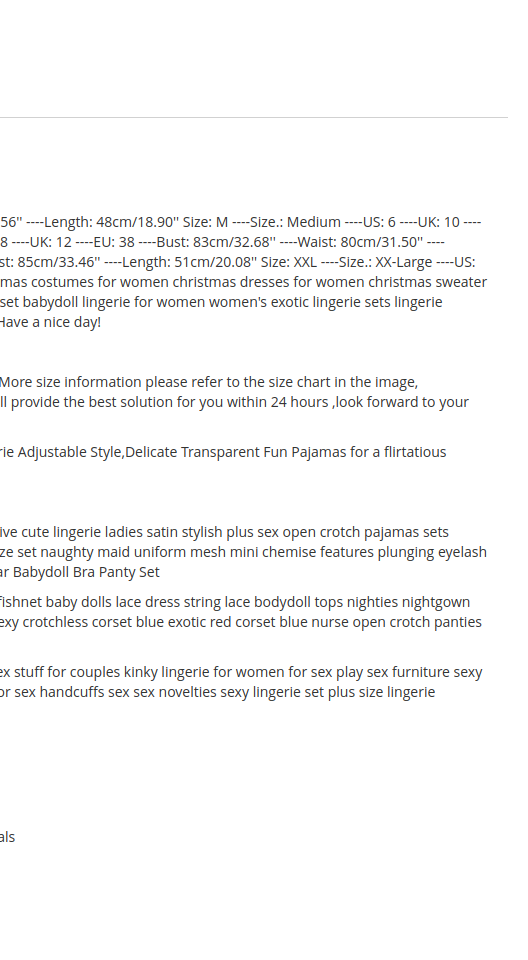 56" ----Length: 48cm/18.90'' Size: M ----Size.: Medium ----US: 6 ----UK: 10 ----
8 ----UK: 12 ----EU: 38 ----Bust: 83cm/32.68'' ----Waist: 80cm/31.50'' ----
st: 85cm/33.46'' ----Length: 51cm/20.08'' Size: XXL ----Size.: XX-Large ----US:
mas costumes for women christmas dresses for women christmas sweater
set babydoll lingerie for women women's exotic lingerie sets lingerie
Have a nice day!
More size information please refer to the size chart in the image,
ll provide the best solution for you within 24 hours ,look forward to your
rie Adjustable Style,Delicate Transparent Fun Pajamas for a flirtatious
ive cute lingerie ladies satin stylish plus sex open crotch pajamas sets
ze set naughty maid uniform mesh mini chemise features plunging eyelash
ar Babydoll Bra Panty Set
fishnet baby dolls lace dress string lace bodydoll tops nighties nightgown
exy crotchless corset blue exotic red corset blue nurse open crotch panties
ex stuff for couples kinky lingerie for women for sex play sex furniture sexy
or sex handcuffs sex sex novelties sexy lingerie set plus size lingerie
als